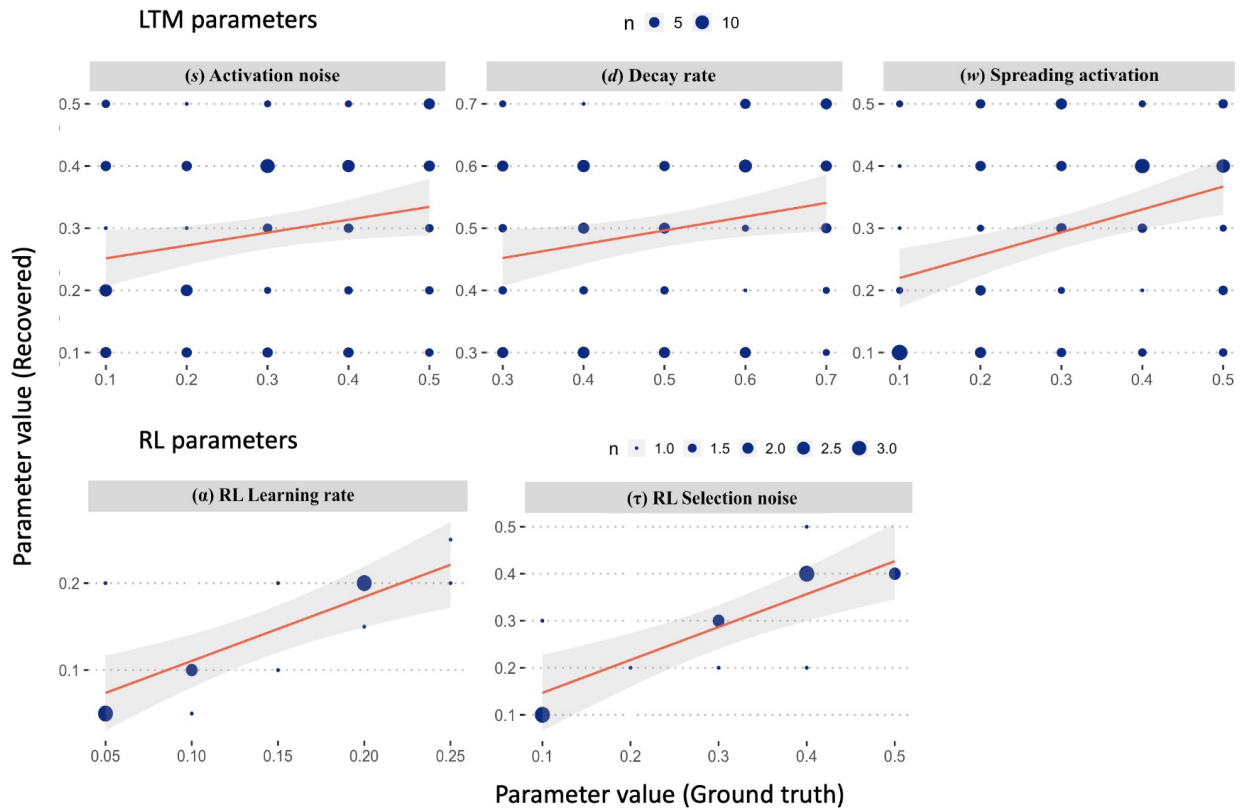 LTM parameters
n 5 10
(s) Activation noise
(d) Decay rate
(w) Spreading activation
0.5
0.4
0.3
0.2
0.1
0.1 0.2 0.3 0.4 0.5
0.7
0.6
0.5
0.4
0.3
0.3 0.4 0.5 0.6 0.7
0.5
0.4
0.3
0.2
0.1
0.1 0.2 0.3 0.4 0.5
Parameter value (Recovered)
RL parameters
n 1.0 1.5 2.0 2.5 3.0
(α) RL Learning rate
(τ) RL Selection noise
0.2
0.1
0.05 0.10 0.15 0.20 0.25
0.5
0.4
0.3
0.2
0.1
0.1 0.2 0.3 0.4 0.5
Parameter value (Ground truth)